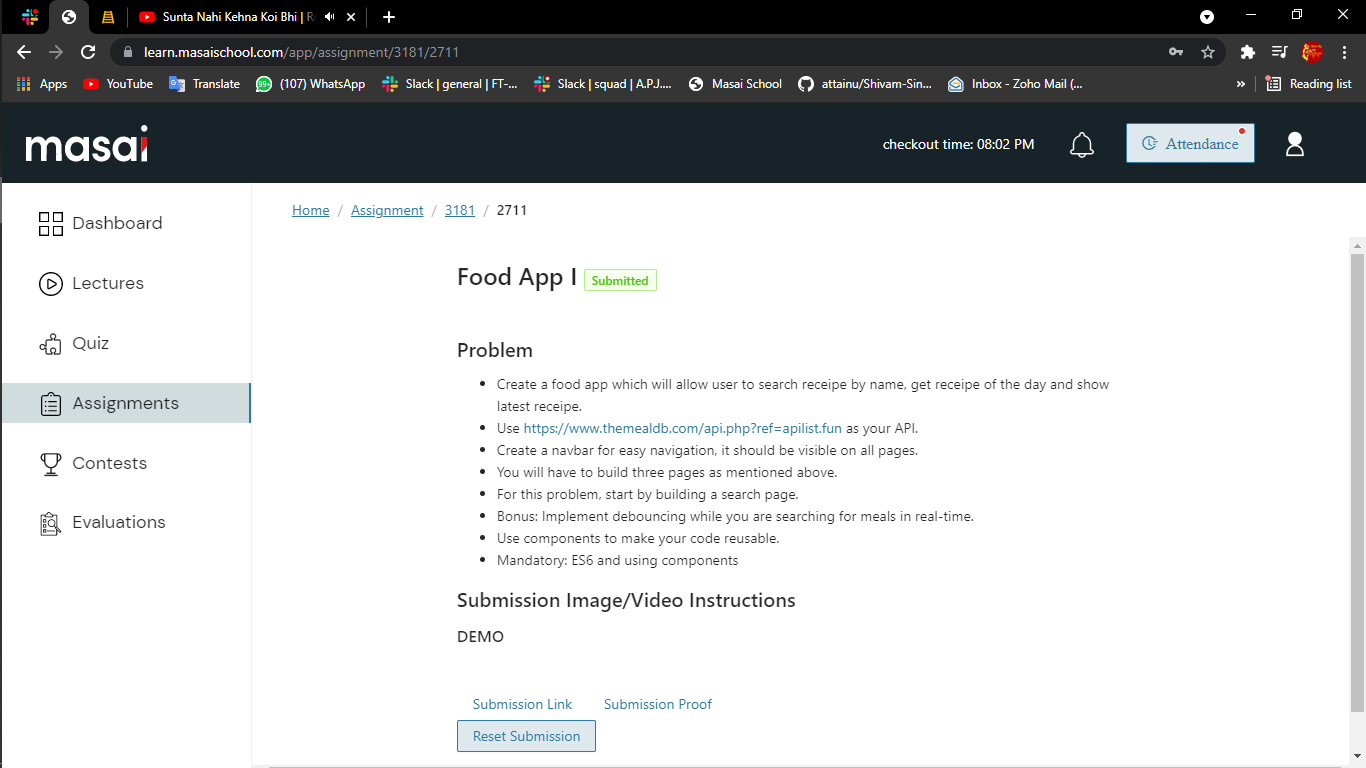 Sunta Nahi Kehna Koi Bhi | R
learn.masaischool.com/app/assignment/3181/2711
Apps YouTube Translate 99+ (107) WhatsApp Slack | general | FT-... Slack | squad | A.P.J.... Masai School attainu/Shivam-Sin... Inbox - Zoho Mail (... » Reading list
masai
checkout time: 08:02 PM
Attendance
Dashboard
Lectures
Quiz
Assignments
Contests
Evaluations
Home / Assignment / 3181 / 2711
Food App I Submitted
Problem
Create a food app which will allow user to search receipe by name, get receipe of the day and show
latest receipe.
Use https://www.themealdb.com/api.php?ref=apilist.fun as your API.
Create a navbar for easy navigation, it should be visible on all pages.
You will have to build three pages as mentioned above.
For this problem, start by building a search page.
Bonus: Implement debouncing while you are searching for meals in real-time.
Use components to make your code reusable.
Mandatory: ES6 and using components
Submission Image/Video Instructions
DEMO
Submission Link Submission Proof
Reset Submission